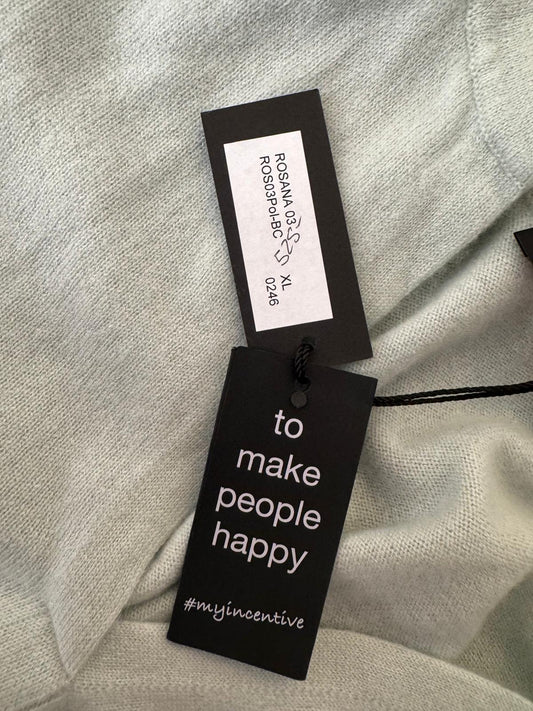 ROSANA 03
ROS03Pol-BC
XL
0246
to
make
people
happy
#myincentive